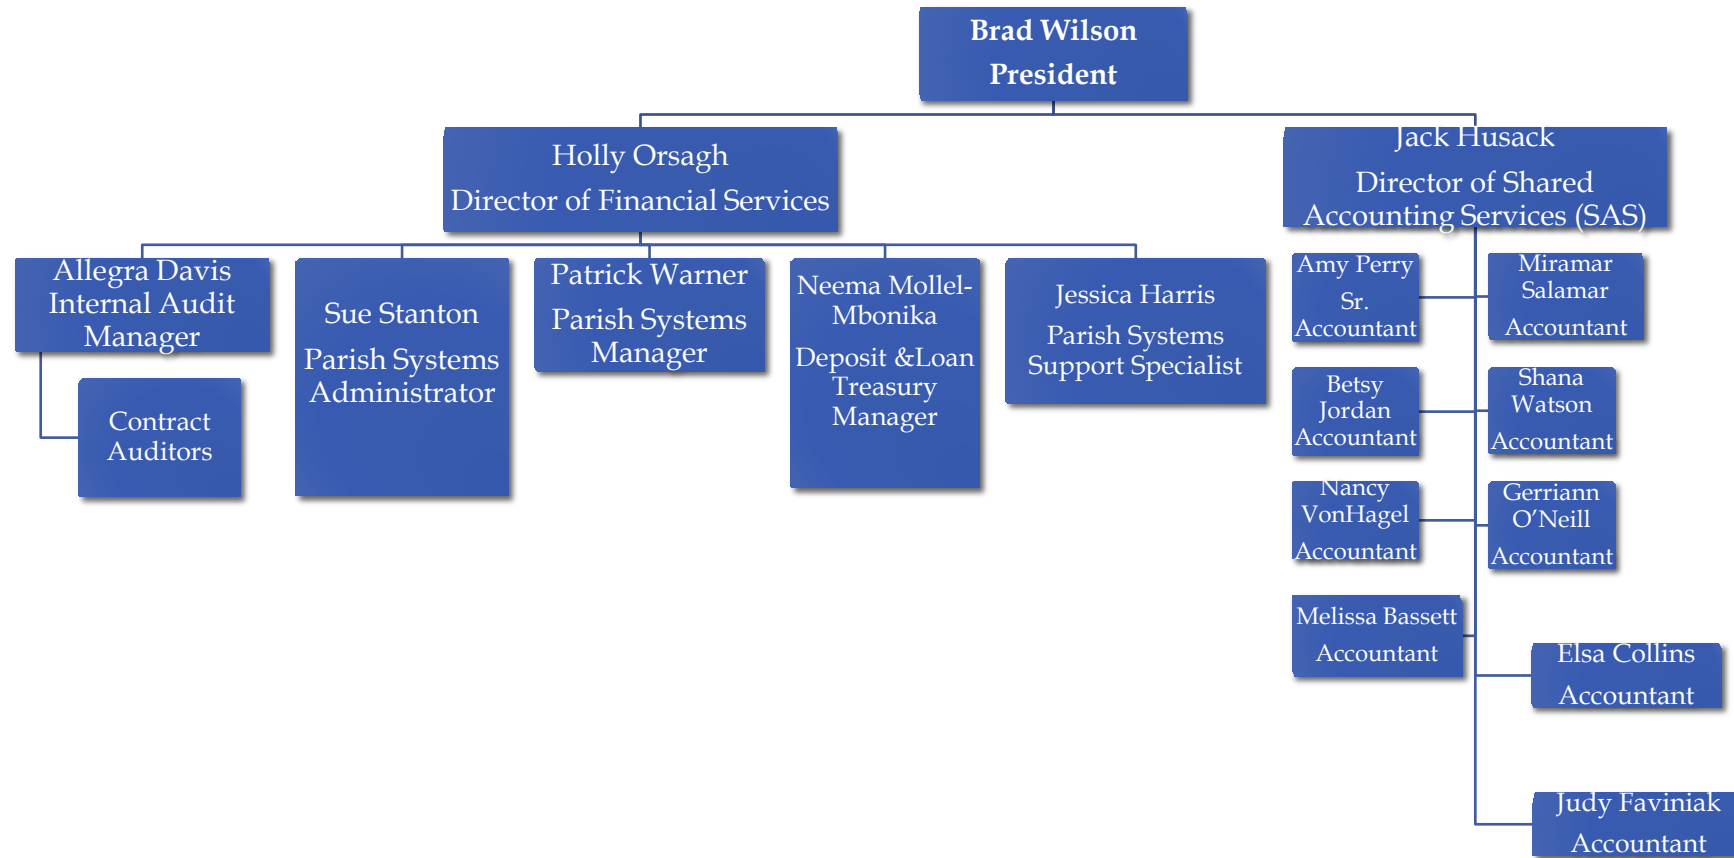 Brad Wilson
President
Holly Orsagh
Director of Financial Services
Jack Husack
Director of Shared
Accounting Services (SAS)
Allegra Davis
Internal Audit
Manager
Contract
Auditors
Sue Stanton
Parish Systems
Administrator
Patrick Warner
Parish Systems
Manager
Neema Mollel-
Mbonika
Deposit &Loan
Treasury
Manager
Jessica Harris
Parish Systems
Support Specialist
Amy Perry
Sr.
Accountant
Miramar
Salamar
Accountant
Betsy
Jordan
Accountant
Shana
Watson
Accountant
Nancy
VonHagel
Accountant
Gerriann
O’Neill
Accountant
Melissa Bassett
Accountant
Elsa Collins
Accountant
Judy Faviniak
Accountant